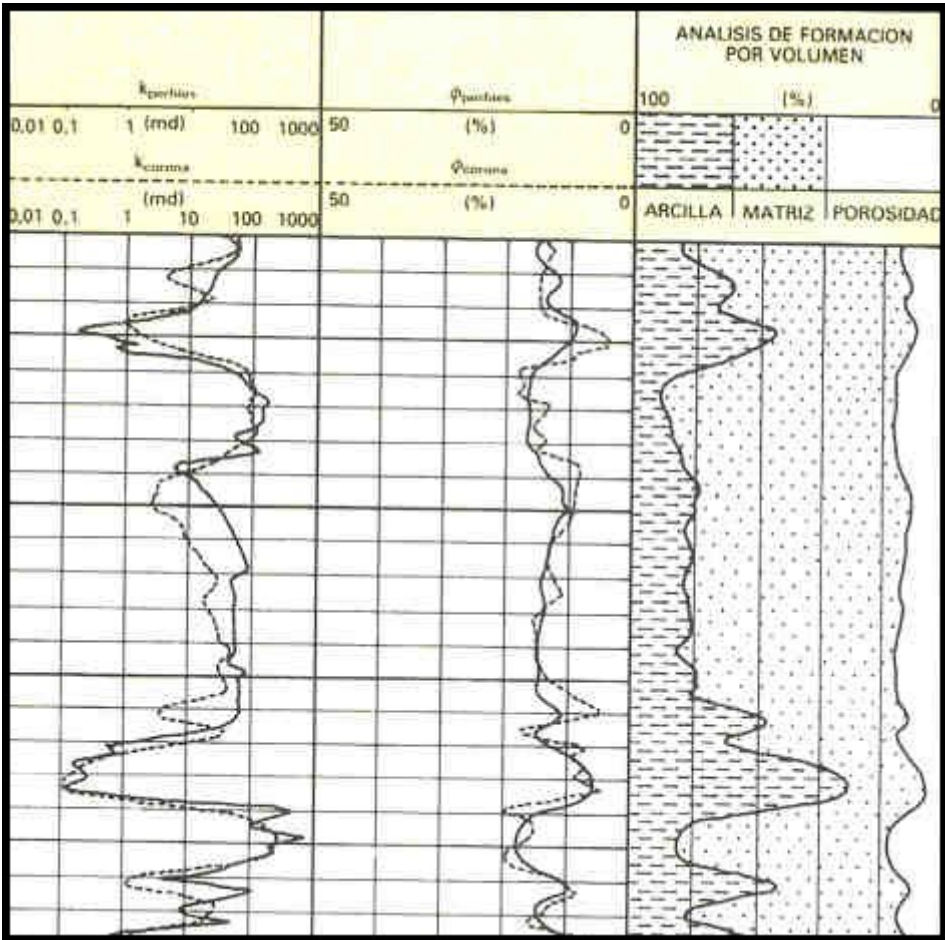 k perfiles
0,01 0,1 1 (md) 100 1000
k corona
(md)
0,01 0,1 1 10 100 1000
φ perfiles
50 (%) 0
φ corona
50 (%) 0
ANALISIS DE FORMACION
POR VOLUMEN
100 (%) 0
ARCILLA MATRIZ POROSIDAD